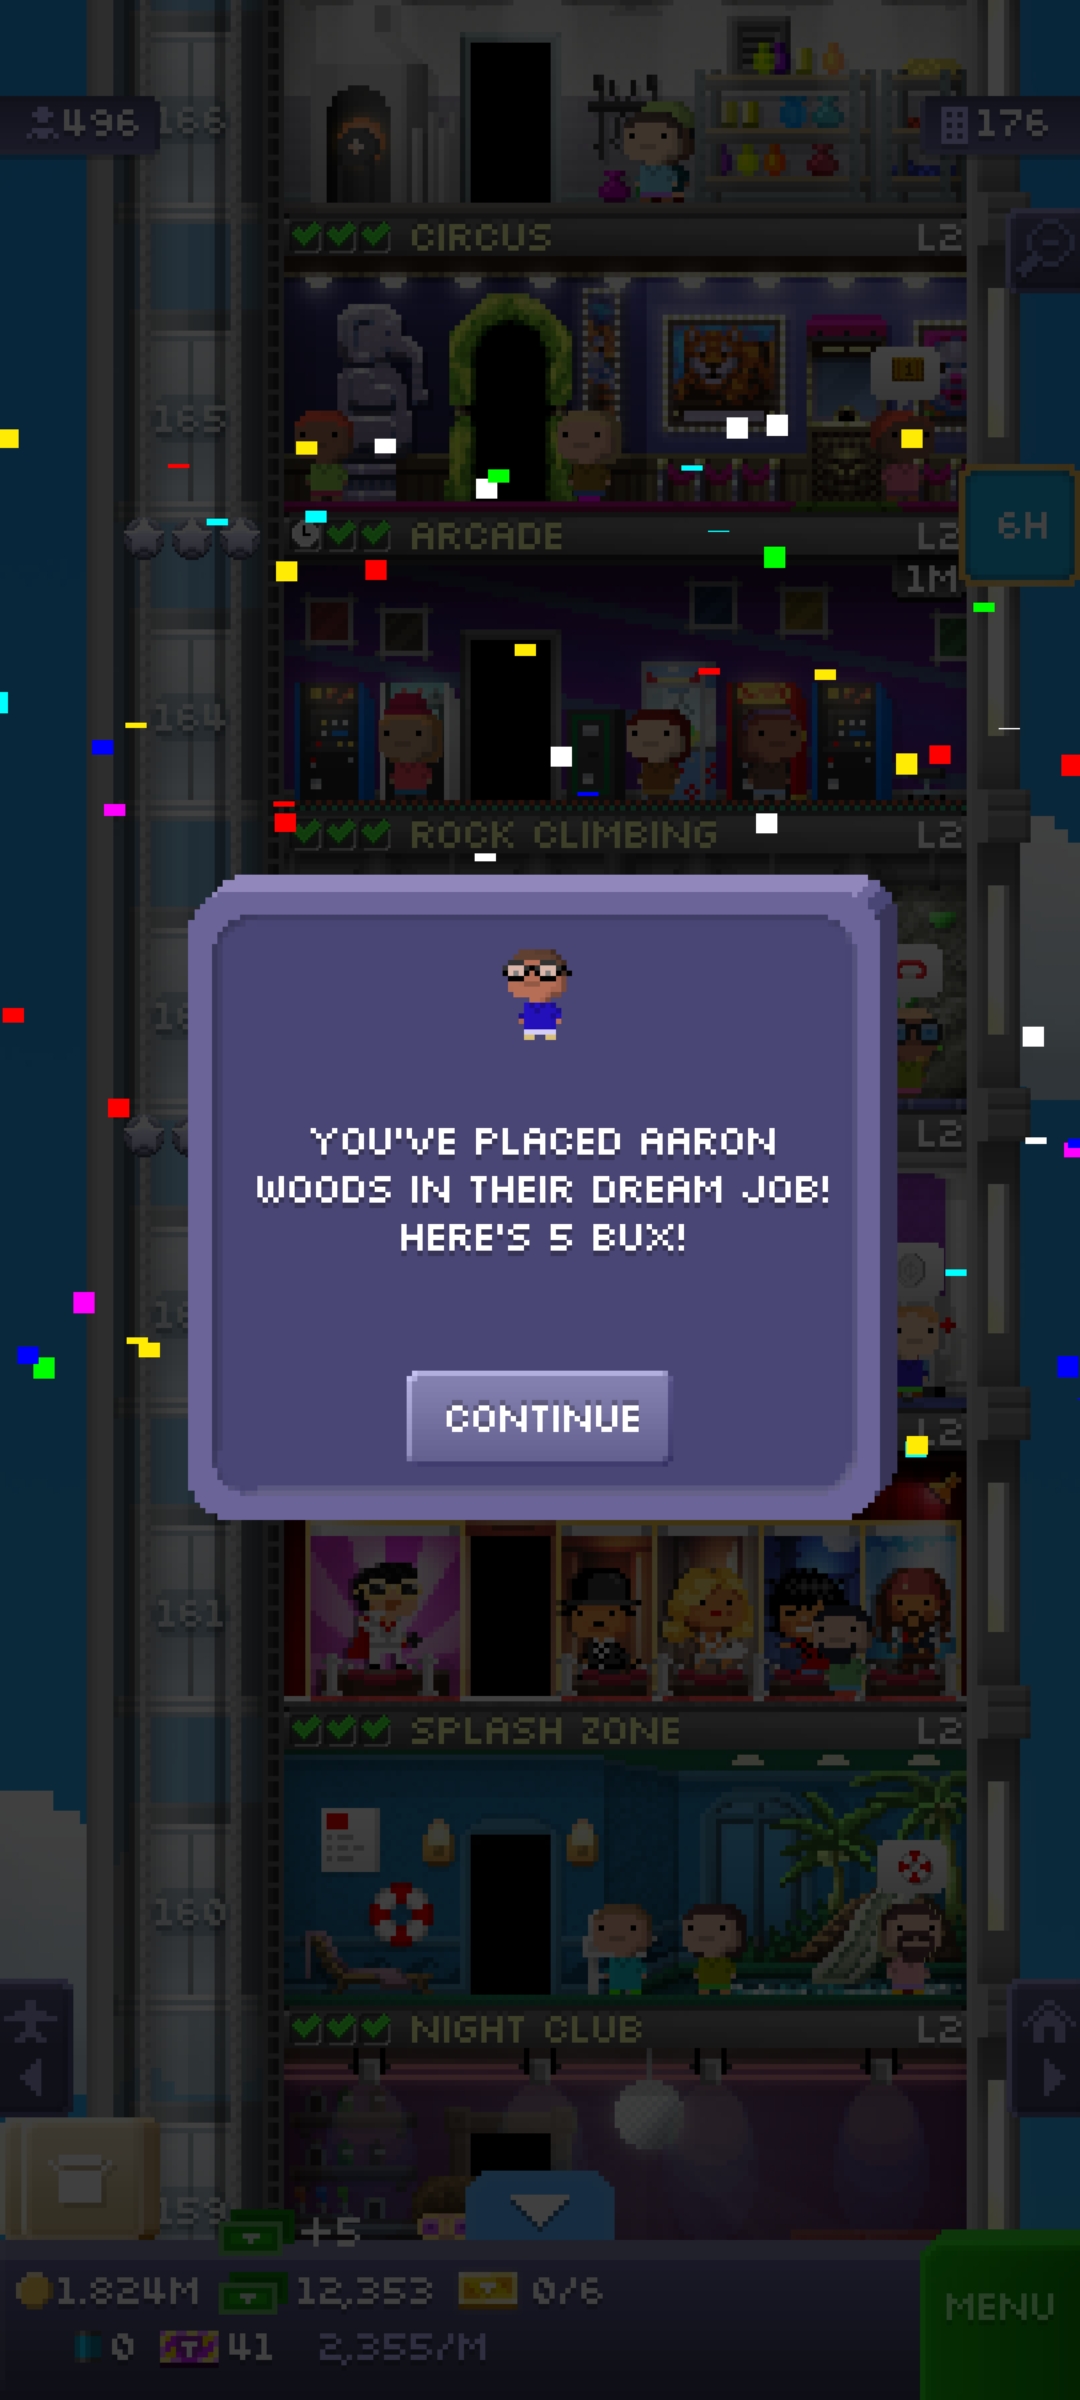 496
166
176
CIRCUS L2
165
6H
ARCADE L2
1M
164
ROCK CLIMBING L2
L2
YOU'VE PLACED AARON
WOODS IN THEIR DREAM JOB!
HERE'S 5 BUX!
CONTINUE
L2
161
SPLASH ZONE L2
160
NIGHT CLUB L2
159
+5
1.824M 12,353 0/6
MENU
0 41 2,355/M